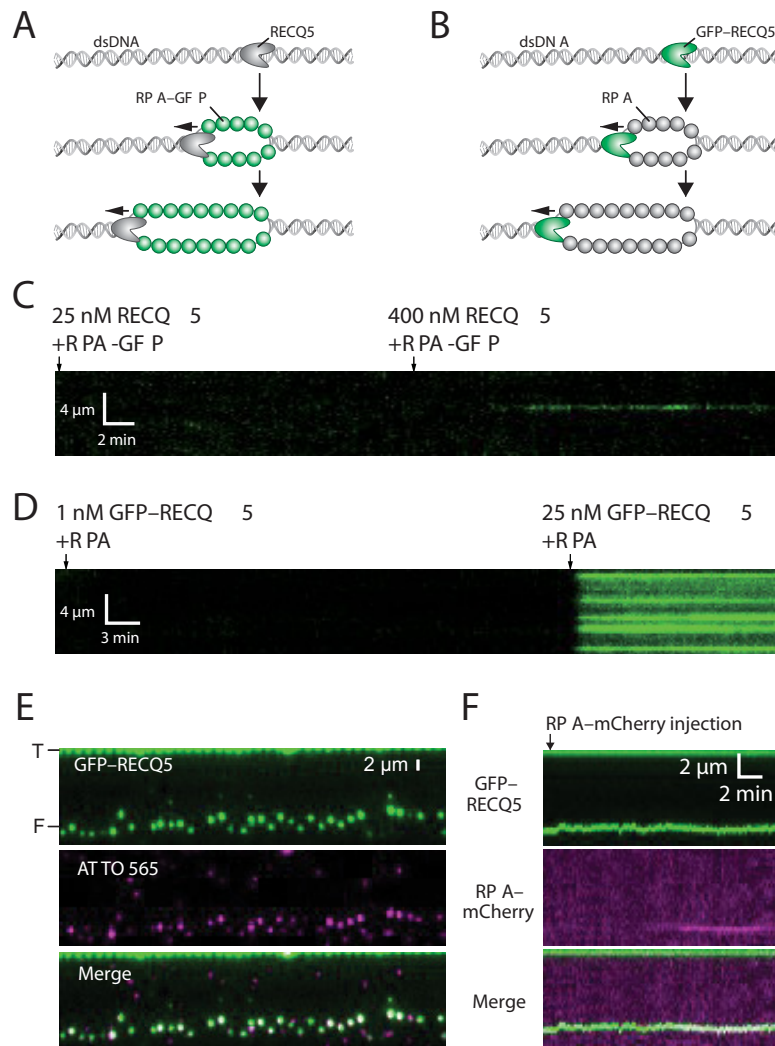 A
dsDNA
RECQ5
RP A–GF P
B
dsDN A
GFP–RECQ5
RP A
C
25 nM RECQ 5
+R PA -GF P
400 nM RECQ 5
+R PA -GF P
4 µm
2 min
D
1 nM GFP–RECQ 5
+R PA
25 nM GFP–RECQ 5
+R PA
4 µm
3 min
E
T
GFP–RECQ5
2 µm
F
AT TO 565
Merge
F
RP A–mCherry injection
GFP–
RECQ5
2 µm
2 min
RP A–
mCherry
Merge